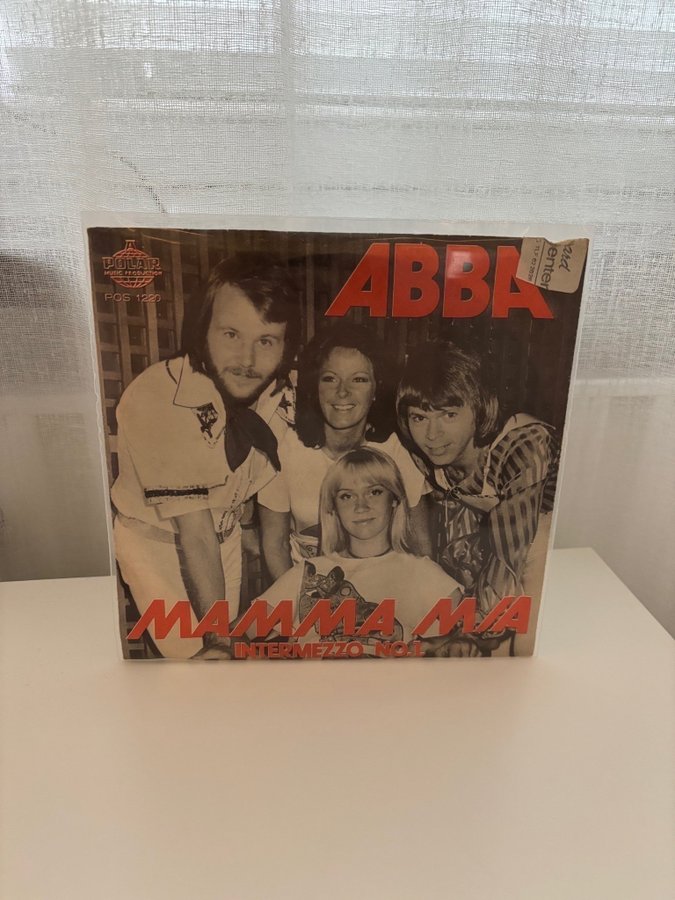 POLAR
MUSIC PRODUCTION
POS 1220
ABBA
MAMMA MIA
INTERMEZZO NO.1.